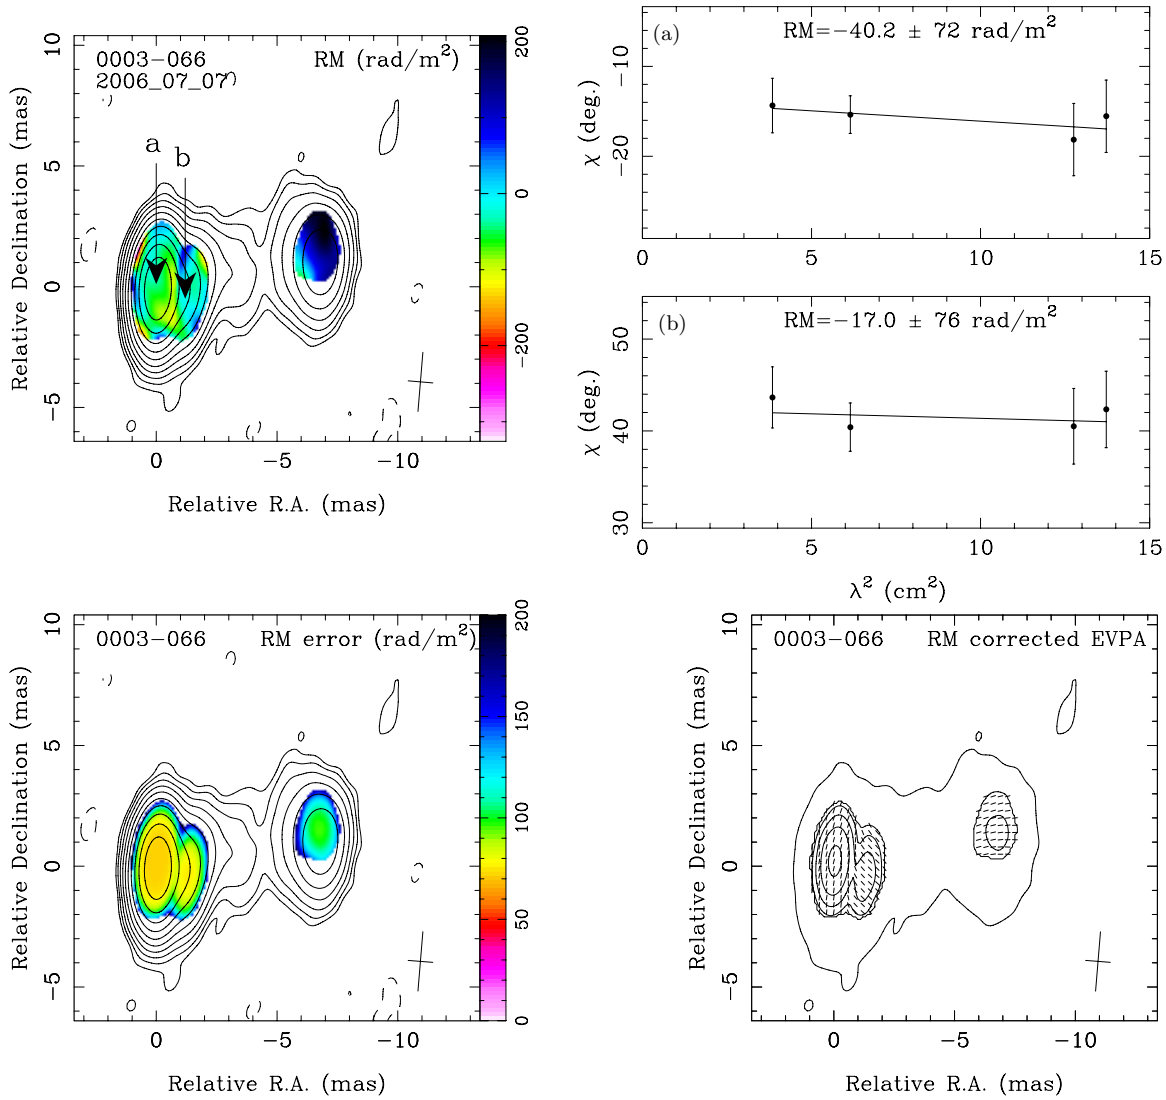 0003−066 RM (rad/m²)
2006_07_07
a
b
10
5
0
−5
Relative Declination (mas)
0 −5 −10
Relative R.A. (mas)
200
0
−200
(a) RM=−40.2 ± 72 rad/m²
−10
−20
χ (deg.)
(b) RM=−17.0 ± 76 rad/m²
50
40
30
χ (deg.)
0 5 10 15
λ² (cm²)
0003−066 RM error (rad/m²)
10
5
0
−5
Relative Declination (mas)
0 −5 −10
Relative R.A. (mas)
200
150
100
50
0
0003−066 RM corrected EVPA
10
5
0
−5
Relative Declination (mas)
0 −5 −10
Relative R.A. (mas)